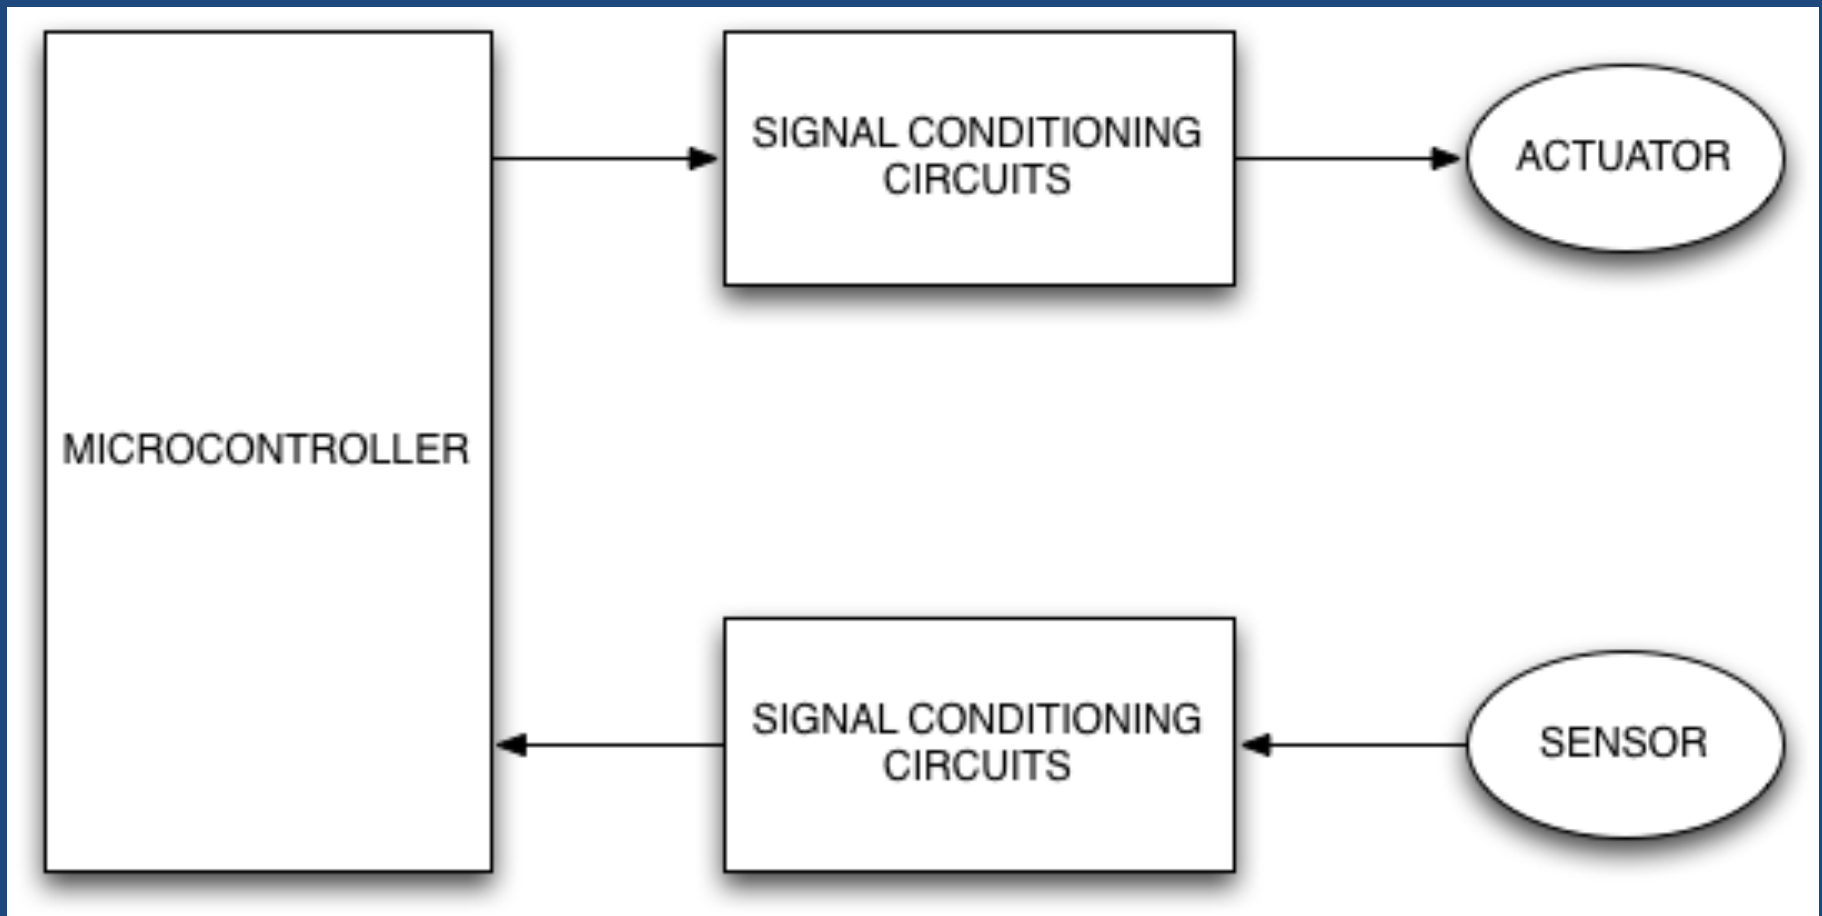 SIGNAL CONDITIONING
CIRCUITS
ACTUATOR
MICROCONTROLLER
SIGNAL CONDITIONING
CIRCUITS
SENSOR